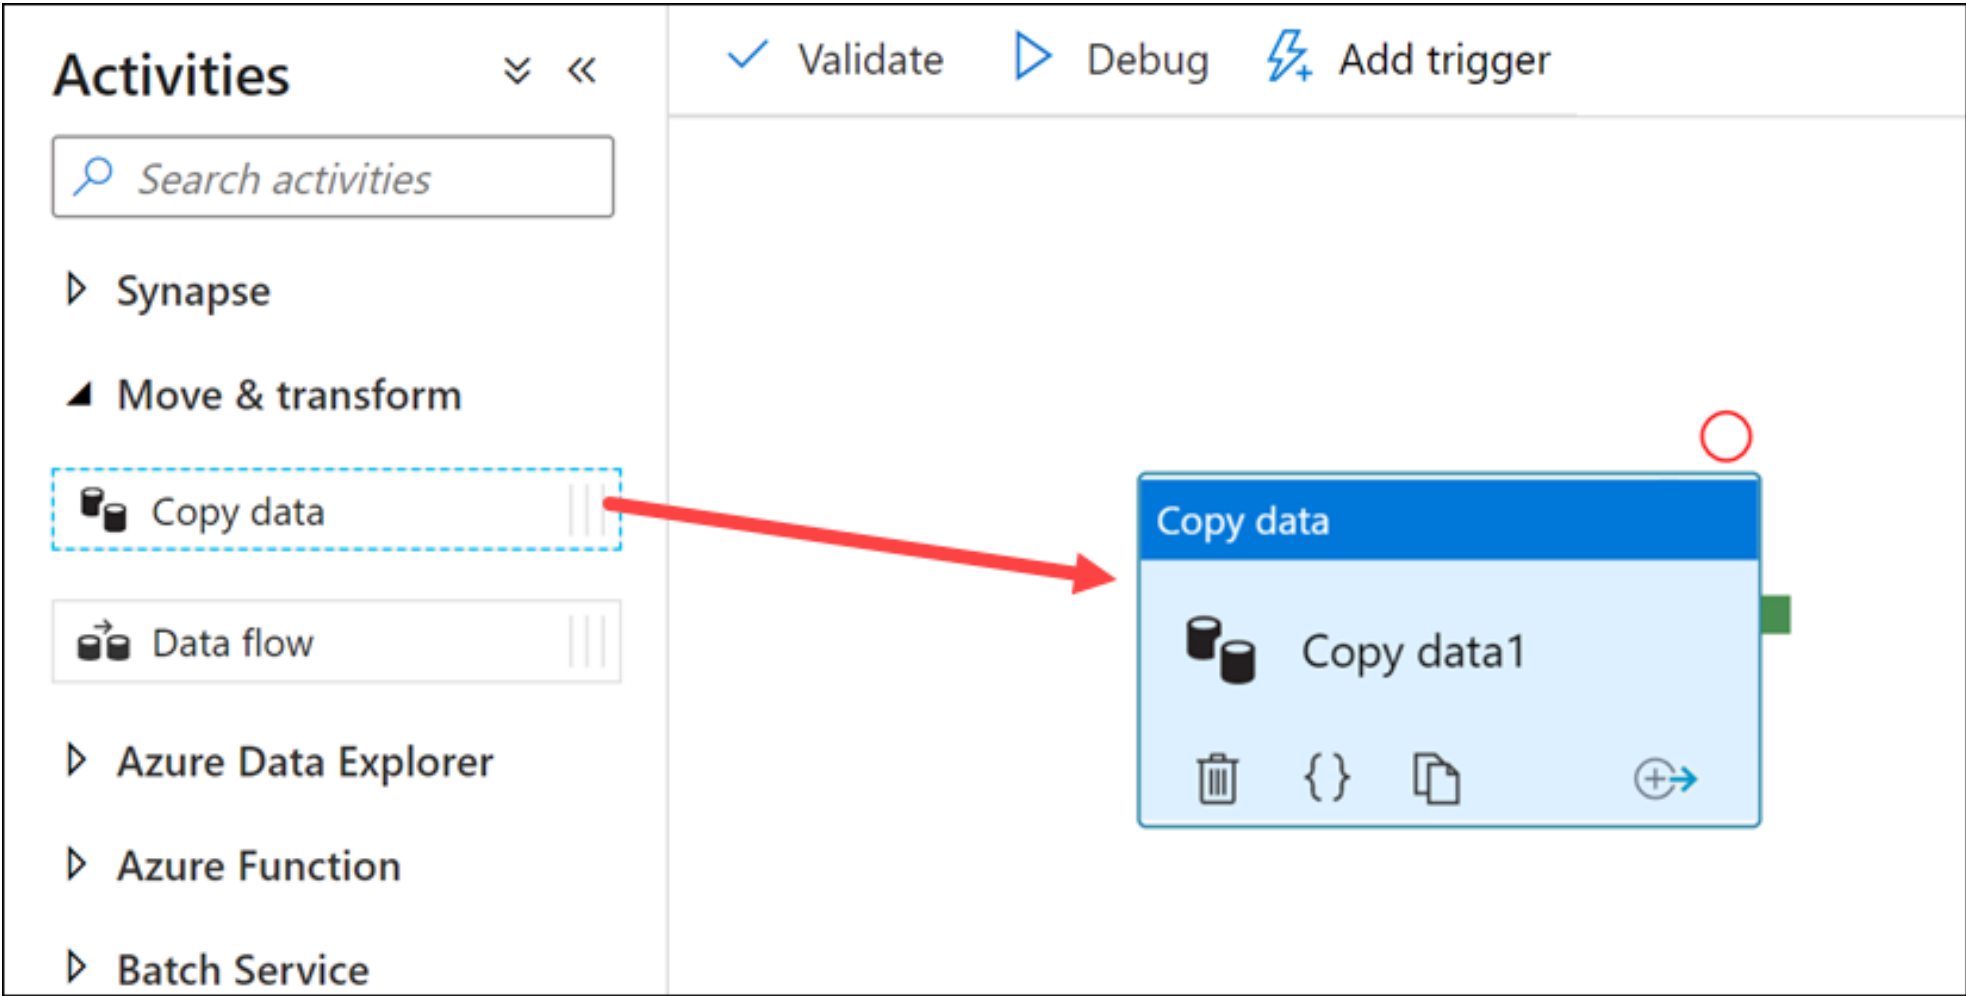 Activities
Search activities
Synapse
Move & transform
Copy data
Data flow
Azure Data Explorer
Azure Function
Batch Service
Validate
Debug
Add trigger
Copy data
Copy data1
{}